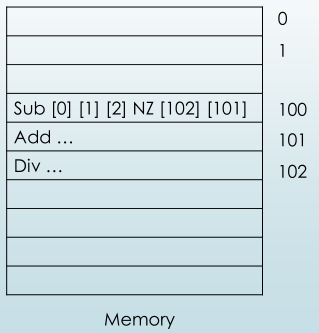 0
1
Sub [0] [1] [2] NZ [102] [101] 100
Add … 101
Div … 102
Memory